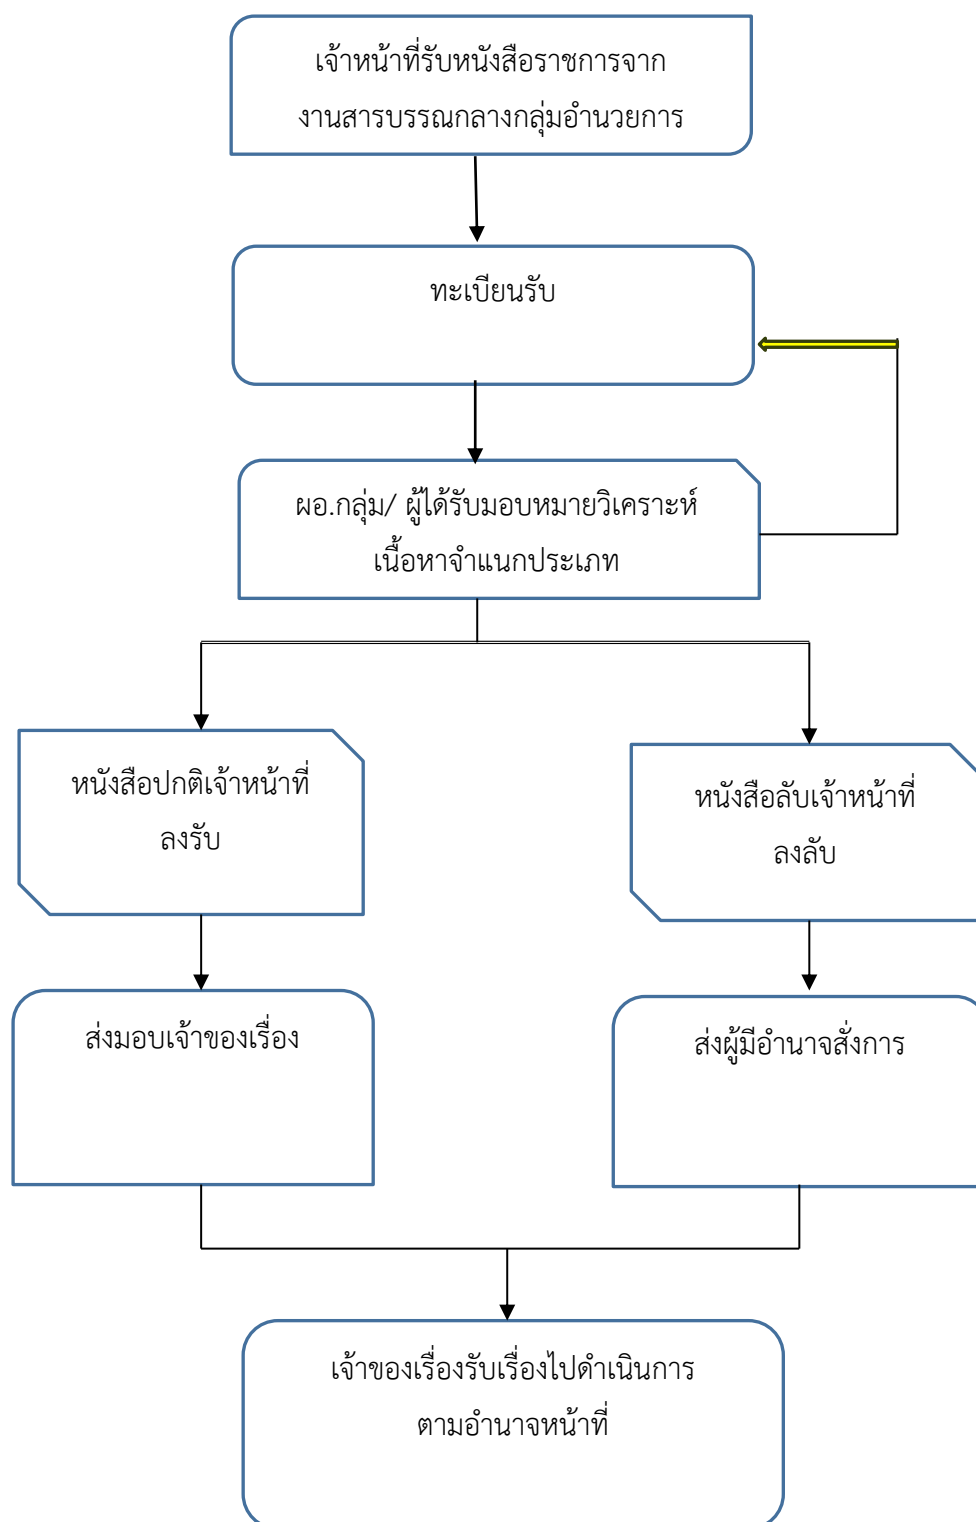 เจ้าหน้าที่รับหนังสือราชการจาก
งานสารบรรณกลางกลุ่มอำนวยการ
ทะเบียนรับ
ผอ.กลุ่ม/ ผู้ได้รับมอบหมายวิเคราะห์
เนื้อหาจำแนกประเภท
หนังสือปกติเจ้าหน้าที่
ลงรับ
หนังสือลับเจ้าหน้าที่
ลงลับ
ส่งมอบเจ้าของเรื่อง
ส่งผู้มีอำนาจสั่งการ
เจ้าของเรื่องรับเรื่องไปดำเนินการ
ตามอำนาจหน้าที่